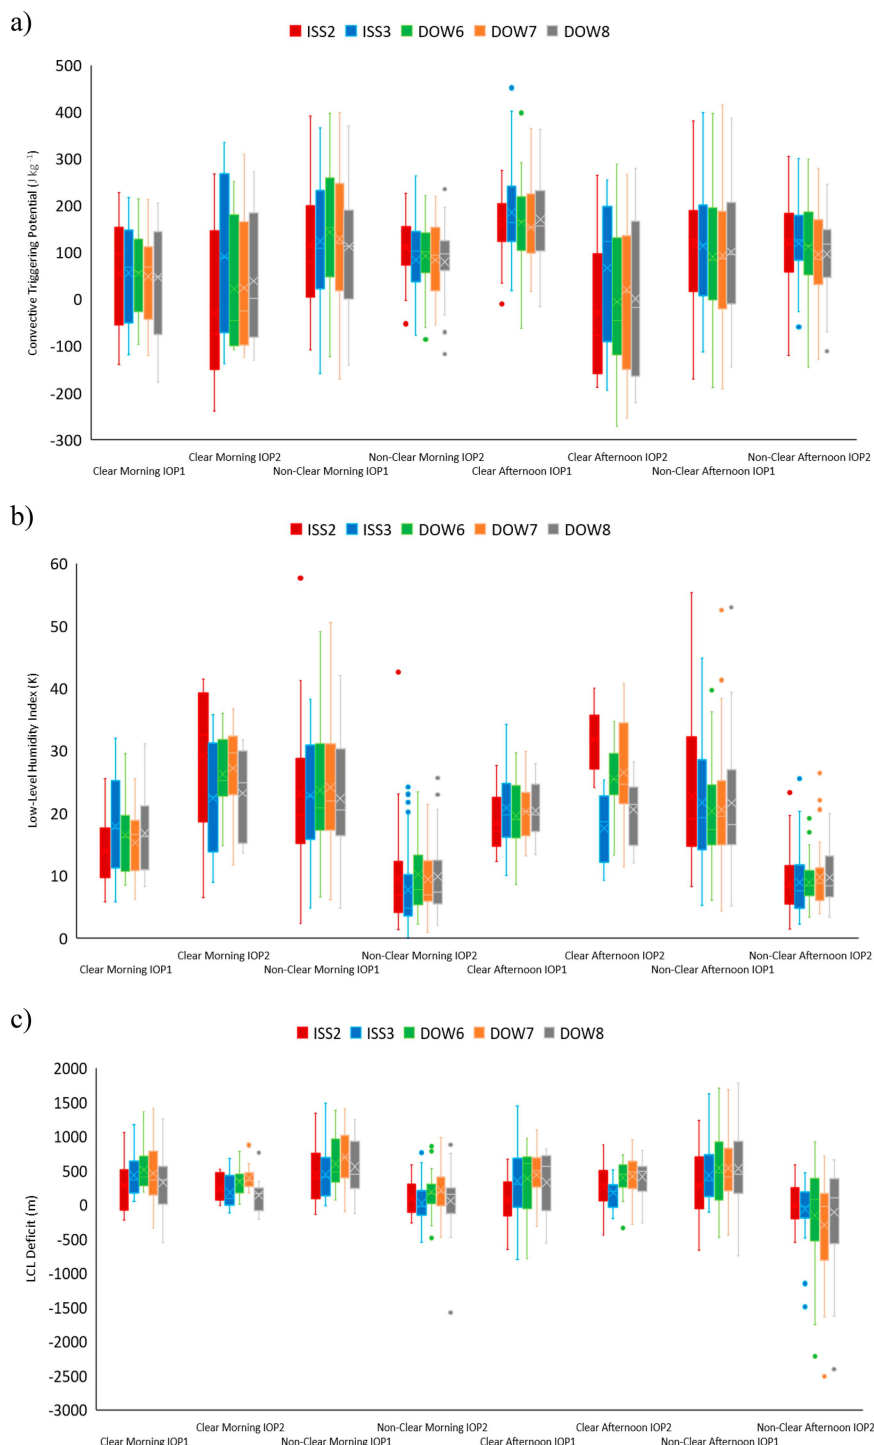 a)
ISS2 ISS3 DOW6 DOW7 DOW8
Convective Triggering Potential (J kg⁻¹)
500
400
300
200
100
0
-100
-200
-300
Clear Morning IOP1
Clear Morning IOP2
Non-Clear Morning IOP1
Non-Clear Morning IOP2
Clear Afternoon IOP1
Clear Afternoon IOP2
Non-Clear Afternoon IOP1
Non-Clear Afternoon IOP2
b)
ISS2 ISS3 DOW6 DOW7 DOW8
Low-Level Humidity Index (K)
60
50
40
30
20
10
0
Clear Morning IOP1
Clear Morning IOP2
Non-Clear Morning IOP1
Non-Clear Morning IOP2
Clear Afternoon IOP1
Clear Afternoon IOP2
Non-Clear Afternoon IOP1
Non-Clear Afternoon IOP2
c)
ISS2 ISS3 DOW6 DOW7 DOW8
LCL Deficit (m)
2000
1500
1000
500
0
-500
-1000
-1500
-2000
-2500
-3000
Clear Morning IOP1
Clear Morning IOP2
Non-Clear Morning IOP1
Non-Clear Morning IOP2
Clear Afternoon IOP1
Clear Afternoon IOP2
Non-Clear Afternoon IOP1
Non-Clear Afternoon IOP2